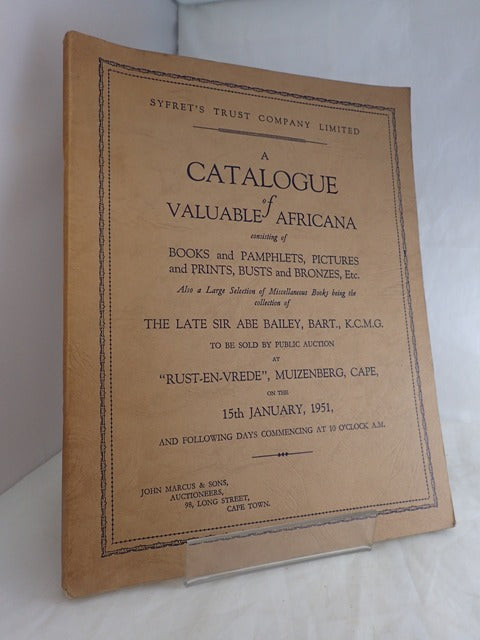 SYFRET'S TRUST COMPANY LIMITED
A
CATALOGUE
of
VALUABLE AFRICANA
consisting of
BOOKS and PAMPHLETS, PICTURES
and PRINTS, BUSTS and BRONZES, Etc.
Also a Large Selection of Miscellaneous Books being the
collection of
THE LATE SIR ABE BAILEY, BART., K.C.M.G.
TO BE SOLD BY PUBLIC AUCTION
AT
"RUST-EN-VREDE", MUIZENBERG, CAPE,
ON THE
15th JANUARY, 1951,
AND FOLLOWING DAYS COMMENCING AT 10 O'CLOCK A.M.
JOHN MARCUS & SONS,
AUCTIONEERS,
98, LONG STREET,
CAPE TOWN.